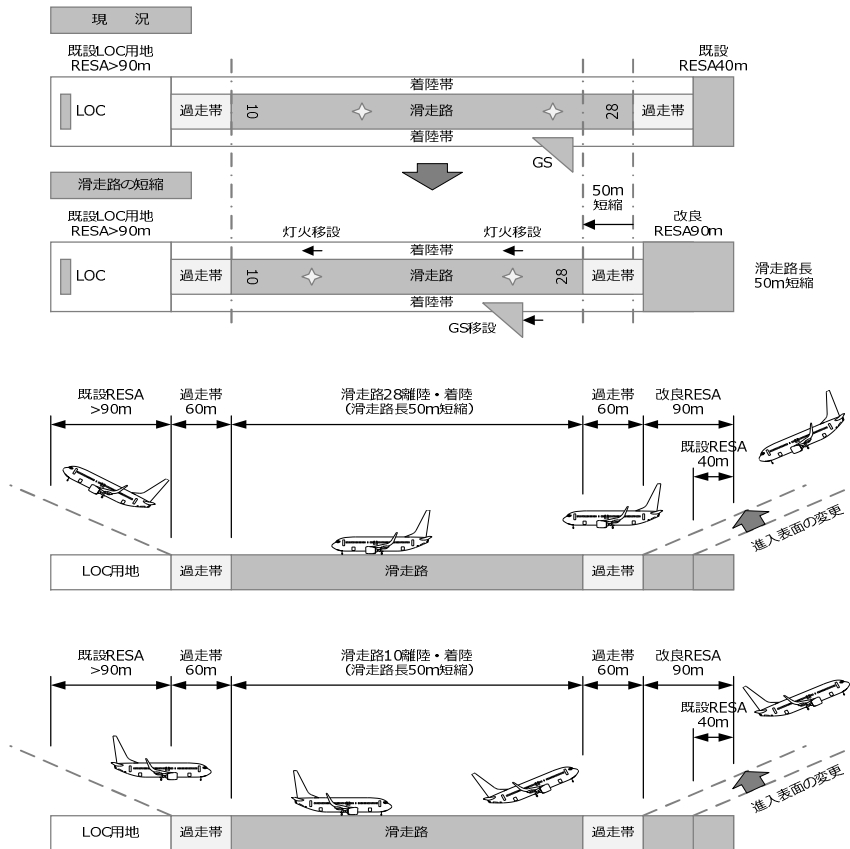 現　況
既設LOC用地
RESA>90m
既設
RESA40m
着陸帯
LOC
過走帯
10
滑走路
28
過走帯
着陸帯
GS
滑走路の短縮
既設LOC用地
RESA>90m
50m
短縮
改良
RESA90m
灯火移設
灯火移設
着陸帯
LOC
過走帯
10
滑走路
28
過走帯
着陸帯
GS移設
滑走路長
50m短縮
既設RESA
>90m
過走帯
60m
滑走路28離陸・着陸
（滑走路長50m短縮）
過走帯
60m
改良RESA
90m
既設RESA
40m
進入表面の変更
LOC用地
過走帯
滑走路
過走帯
既設RESA
>90m
過走帯
60m
滑走路10離陸・着陸
（滑走路長50m短縮）
過走帯
60m
改良RESA
90m
既設RESA
40m
進入表面の変更
LOC用地
過走帯
滑走路
過走帯